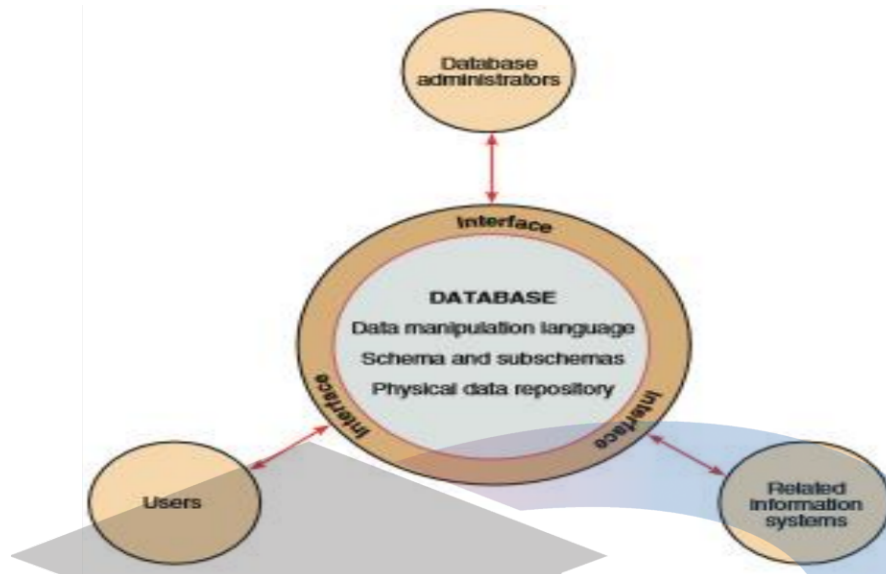 Database
administrators
Interface
DATABASE
Data manipulation language
Schema and subschemas
Physical data repository
Interface
Interface
Users
Related
information
systems